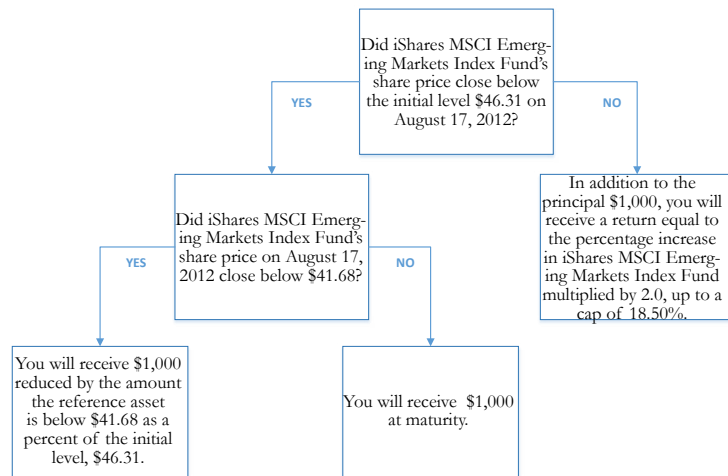 Did iShares MSCI Emerg-
ing Markets Index Fund's
share price close below
the initial level $46.31 on
August 17, 2012?
YES
NO
Did iShares MSCI Emerg-
ing Markets Index Fund's
share price on August 17,
2012 close below $41.68?
In addition to the
principal $1,000, you will
receive a return equal to
the percentage increase
in iShares MSCI Emerg-
ing Markets Index Fund
multiplied by 2.0, up to a
cap of 18.50%.
YES
NO
You will receive $1,000
reduced by the amount
the reference asset
is below $41.68 as a
percent of the initial
level, $46.31.
You will receive $1,000
at maturity.